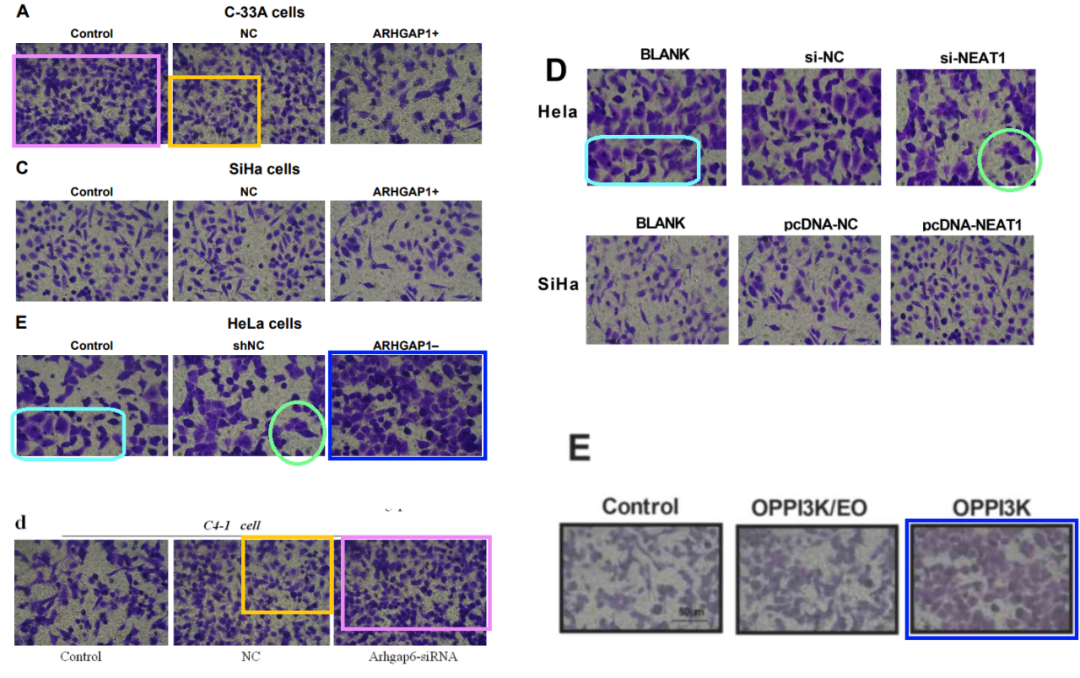 A
C-33A cells
Control NC ARHGAP1+
C
SiHa cells
Control NC ARHGAP1+
E
HeLa cells
Control shNC ARHGAP1–
d
C4-1 cell
Control NC Arhgap6-siRNA
D
BLANK si-NC si-NEAT1
Hela
BLANK pcDNA-NC pcDNA-NEAT1
SiHa
E
Control OPPI3K/EO OPPI3K
50μm